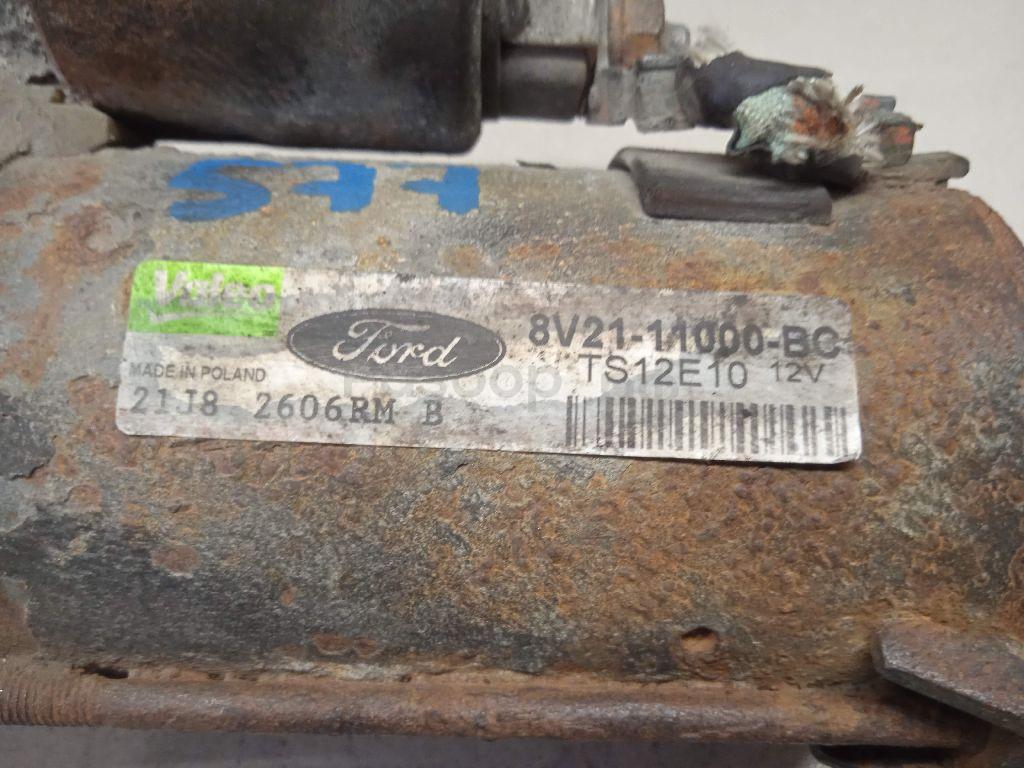 S77
Valeo
Ford
8V21-11000-BC
TS12E10 12V
MADE IN POLAND
21J8 2606RM B